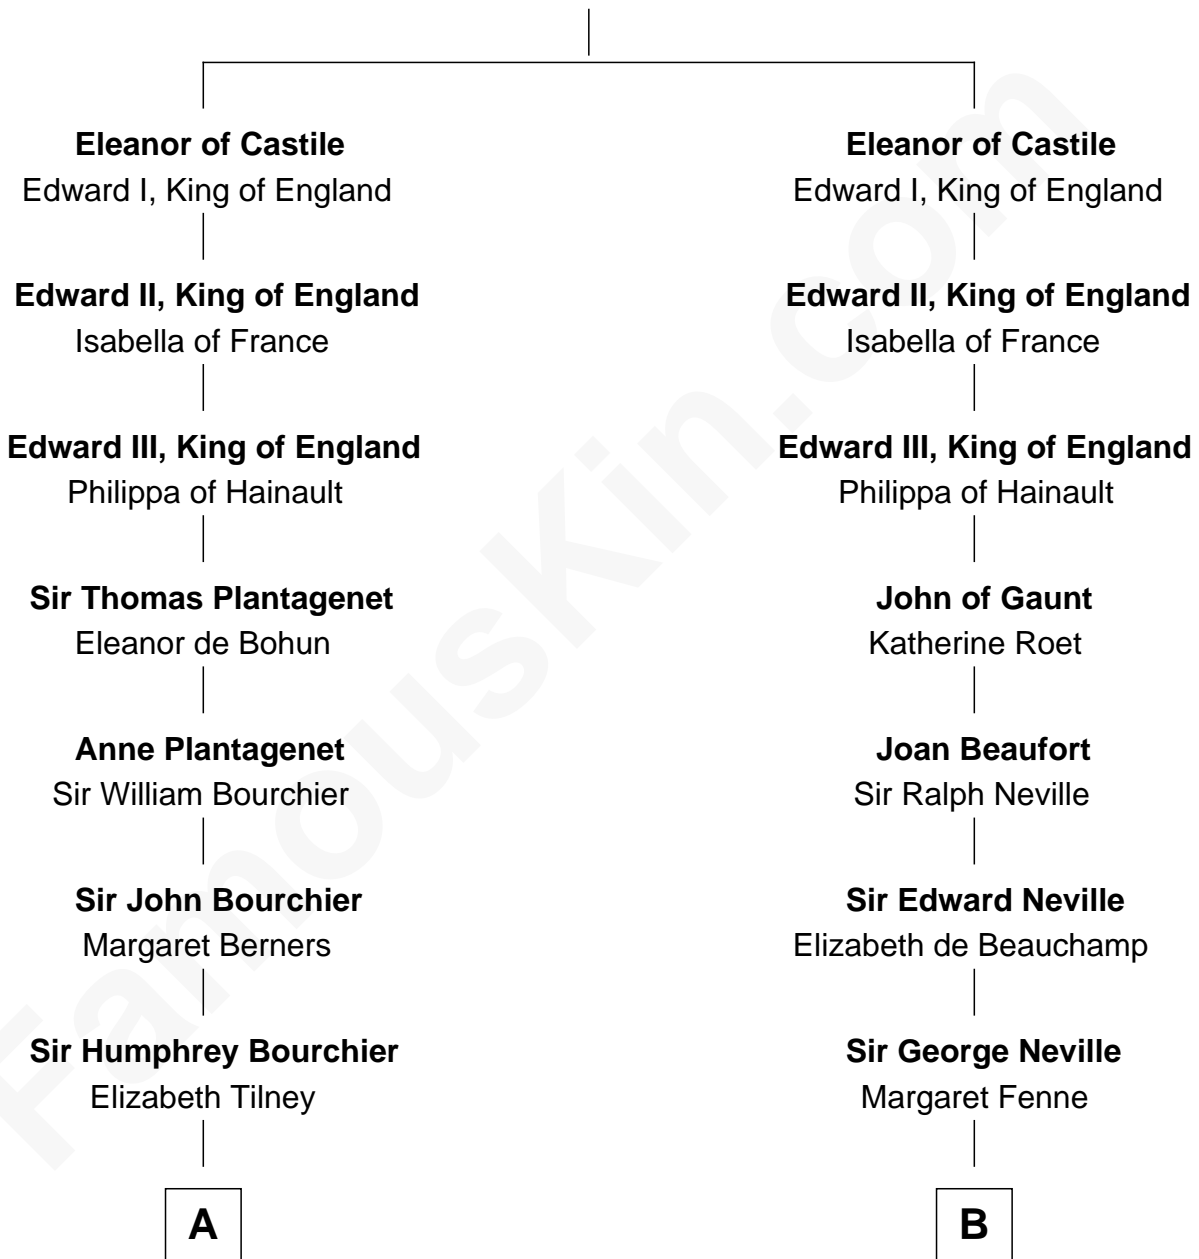 Eleanor of Castile
Edward I, King of England
Edward II, King of England
Isabella of France
Edward III, King of England
Philippa of Hainault
Sir Thomas Plantagenet
Eleanor de Bohun
Anne Plantagenet
Sir William Bourchier
Sir John Bourchier
Margaret Berners
Sir Humphrey Bourchier
Elizabeth Tilney
A
Eleanor of Castile
Edward I, King of England
Edward II, King of England
Isabella of France
Edward III, King of England
Philippa of Hainault
John of Gaunt
Katherine Roet
Joan Beaufort
Sir Ralph Neville
Sir Edward Neville
Elizabeth de Beauchamp
Sir George Neville
Margaret Fenne
B
FamousKin.com